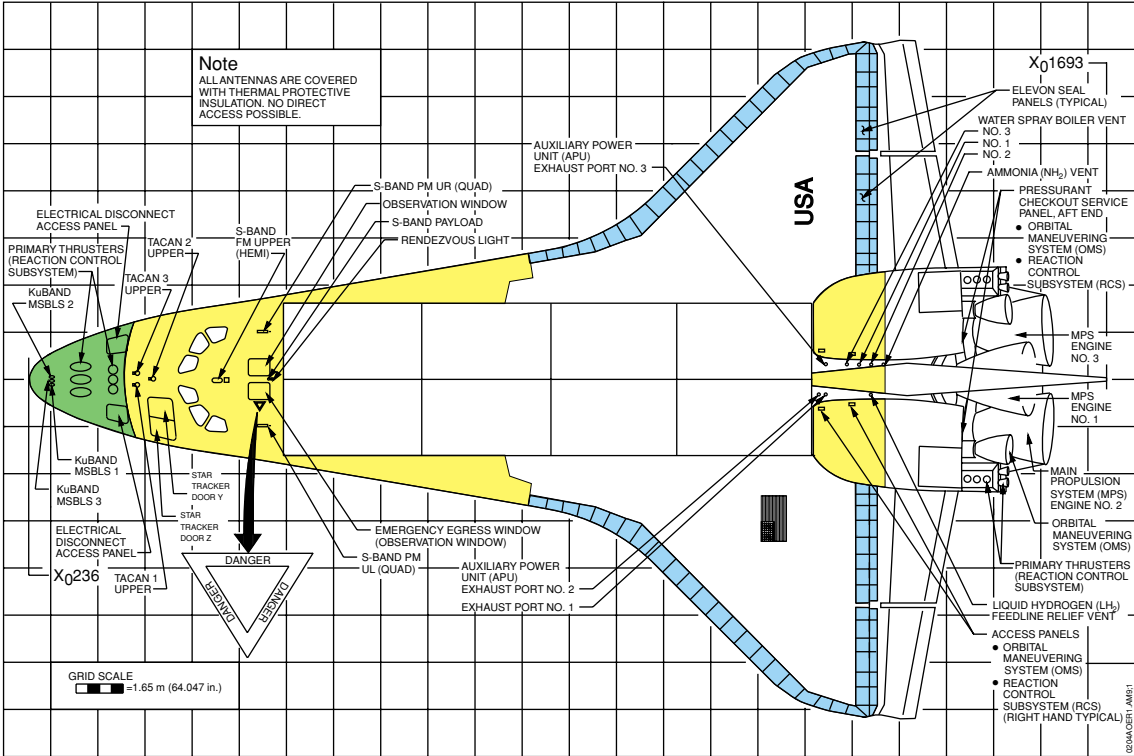 Note
ALL ANTENNAS ARE COVERED
WITH THERMAL PROTECTIVE
INSULATION. NO DIRECT
ACCESS POSSIBLE.
X01693
ELEVON SEAL
PANELS (TYPICAL)
WATER SPRAY BOILER VENT
NO. 3
NO. 1
NO. 2
AMMONIA (NH2) VENT
PRESSURANT
CHECKOUT SERVICE
PANEL, AFT END
• ORBITAL
MANEUVERING
SYSTEM (OMS)
• REACTION
CONTROL
SUBSYSTEM (RCS)
AUXILIARY POWER
UNIT (APU)
EXHAUST PORT NO. 3
USA
S-BAND PM UR (QUAD)
OBSERVATION WINDOW
S-BAND PAYLOAD
RENDEZVOUS LIGHT
S-BAND
FM UPPER
(HEMI)
ELECTRICAL DISCONNECT
ACCESS PANEL
PRIMARY THRUSTERS
(REACTION CONTROL
SUBSYSTEM)
TACAN 2
UPPER
TACAN 3
UPPER
KuBAND
MSBLS 2
MPS
ENGINE
NO. 3
MPS
ENGINE
NO. 1
KuBAND
MSBLS 1
KuBAND
MSBLS 3
STAR
TRACKER
DOOR Y
STAR
TRACKER
DOOR Z
ELECTRICAL
DISCONNECT
ACCESS PANEL
X0236
TACAN 1
UPPER
DANGER
DANGER
DANGER
EMERGENCY EGRESS WINDOW
(OBSERVATION WINDOW)
S-BAND PM
UL (QUAD)
AUXILIARY POWER
UNIT (APU)
EXHAUST PORT NO. 2
EXHAUST PORT NO. 1
MAIN
PROPULSION
SYSTEM (MPS)
ENGINE NO. 2
ORBITAL
MANEUVERING
SYSTEM (OMS)
PRIMARY THRUSTERS
(REACTION CONTROL
SUBSYSTEM)
LIQUID HYDROGEN (LH2)
FEEDLINE RELIEF VENT
ACCESS PANELS
• ORBITAL
MANEUVERING
SYSTEM (OMS)
• REACTION
CONTROL
SUBSYSTEM (RCS)
(RIGHT HAND TYPICAL)
GRID SCALE
=1.65 m (64.047 in.)